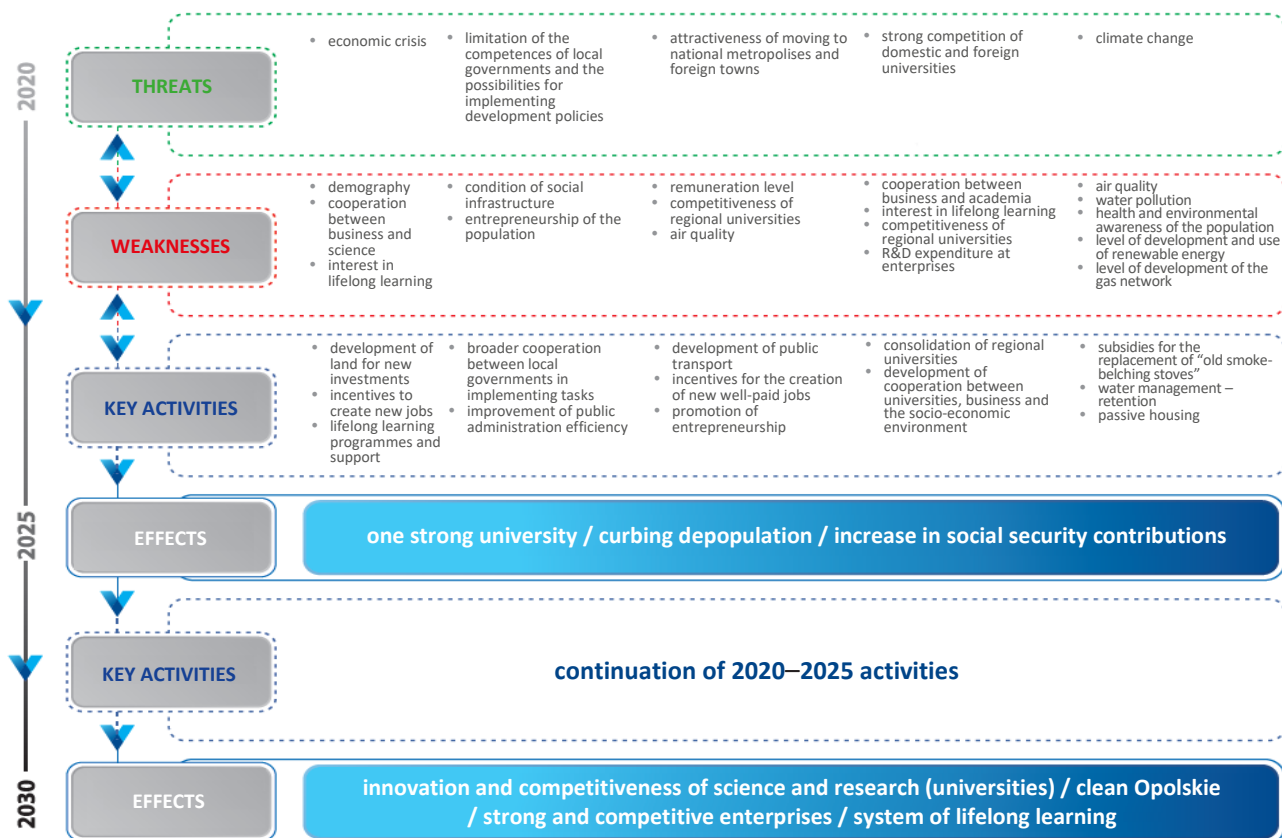 2020
THREATS
• economic crisis
• limitation of the
competences of local
governments and the
possibilities for
implementing
development policies
• attractiveness of moving to
national metropolises and
foreign towns
• strong competition of
domestic and foreign
universities
• climate change
WEAKNESSES
• demography
• cooperation
between
business and
science
• interest in
lifelong learning
• condition of social
infrastructure
• entrepreneurship of the
population
• remuneration level
• competitiveness of
regional universities
• air quality
• cooperation between
business and academia
• interest in lifelong learning
• competitiveness of
regional universities
• R&D expenditure at
enterprises
• air quality
• water pollution
• health and environmental
awareness of the population
• level of development and use
of renewable energy
• level of development of the
gas network
KEY ACTIVITIES
• development of
land for new
investments
• incentives to
create new jobs
• lifelong learning
programmes and
support
• broader cooperation
between local
governments in
implementing tasks
• improvement of public
administration efficiency
• development of public
transport
• incentives for the creation
of new well-paid jobs
• promotion of
entrepreneurship
• consolidation of regional
universities
• development of
cooperation between
universities, business and
the socio-economic
environment
• subsidies for the
replacement of “old smoke-
belching stoves”
• water management –
retention
• passive housing
2025
EFFECTS
one strong university / curbing depopulation / increase in social security contributions
KEY ACTIVITIES
continuation of 2020–2025 activities
2030
EFFECTS
innovation and competitiveness of science and research (universities) / clean Opolskie
/ strong and competitive enterprises / system of lifelong learning